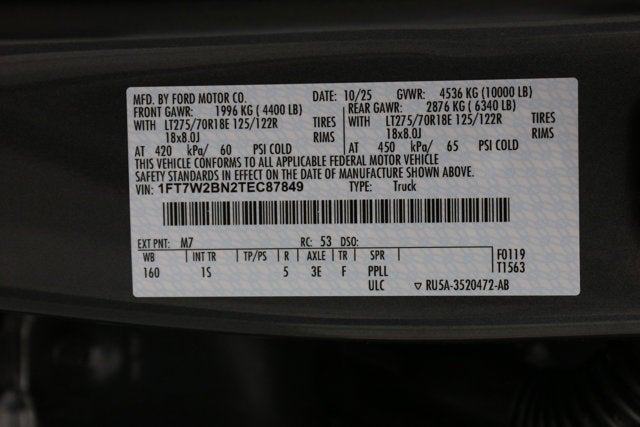 MFD. BY FORD MOTOR CO. DATE: 10/25 GVWR: 4536 KG (10000 LB)
FRONT GAWR: 1996 KG (4400 LB) REAR GAWR: 2876 KG (6340 LB)
WITH LT275/70R18E 125/122R TIRES WITH LT275/70R18E 125/122R TIRES
18x8.0J RIMS 18x8.0J RIMS
AT 420 kPa/ 60 PSI COLD AT 450 kPa/ 65 PSI COLD
THIS VEHICLE CONFORMS TO ALL APPLICABLE FEDERAL MOTOR VEHICLE
SAFETY STANDARDS IN EFFECT ON THE DATE OF MANUFACTURE SHOWN ABOVE.
VIN: 1FT7W2BN2TEC87849 TYPE: Truck
EXT PNT: M7 RC: 53 DSO:
WB INT TR TP/PS R AXLE TR SPR F0119
160 1S 5 3E F PPLL T1563
ULC RU5A-3520472-AB